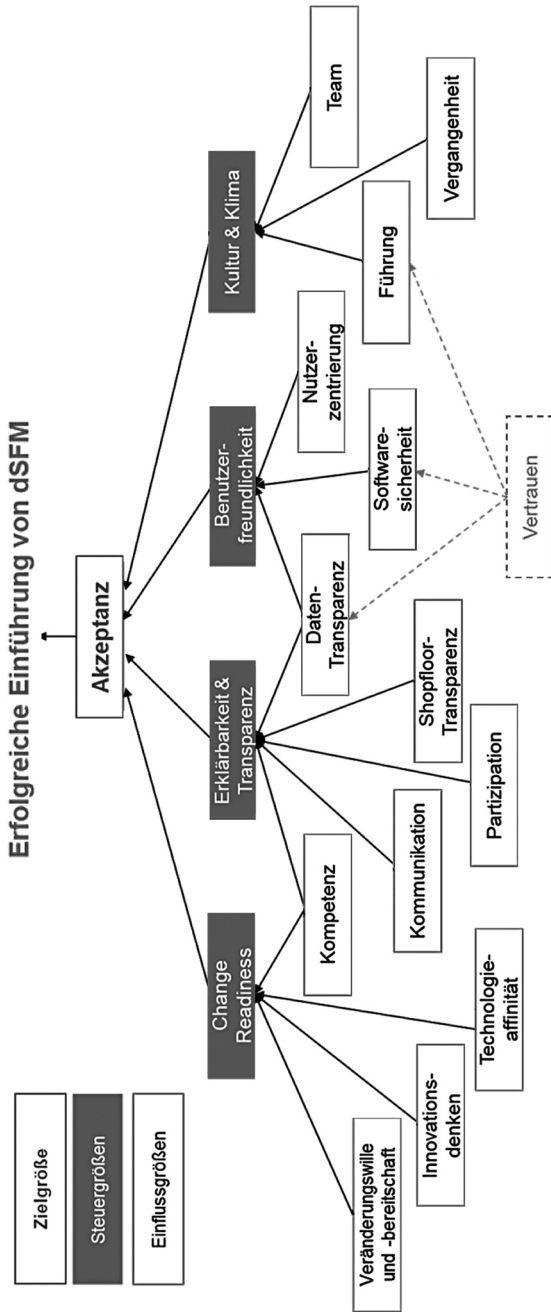 Erfolgreiche Einführung von dSFM
Zielgröße
Steuergrößen
Einflussgrößen
Akzeptanz
Change
Readiness
Erklärbarkeit &
Transparenz
Benutzer-
freundlichkeit
Kultur & Klima
Veränderungswille
und -bereitschaft
Innovations-
denken
Technologie-
affinität
Kompetenz
Kommunikation
Partizipation
Shopfloor-
Transparenz
Daten-
Transparenz
Software-
sicherheit
Nutzer-
zentrierung
Führung
Vergangenheit
Team
Vertrauen